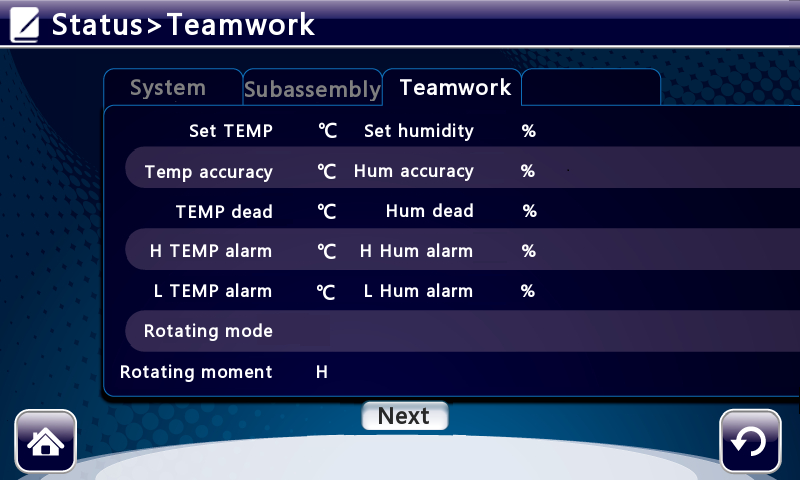 Status>Teamwork
System Subassembly Teamwork
Set TEMP ℃ Set humidity %
Temp accuracy ℃ Hum accuracy %
TEMP dead ℃ Hum dead %
H TEMP alarm ℃ H Hum alarm %
L TEMP alarm ℃ L Hum alarm %
Rotating mode
Rotating moment H
Next